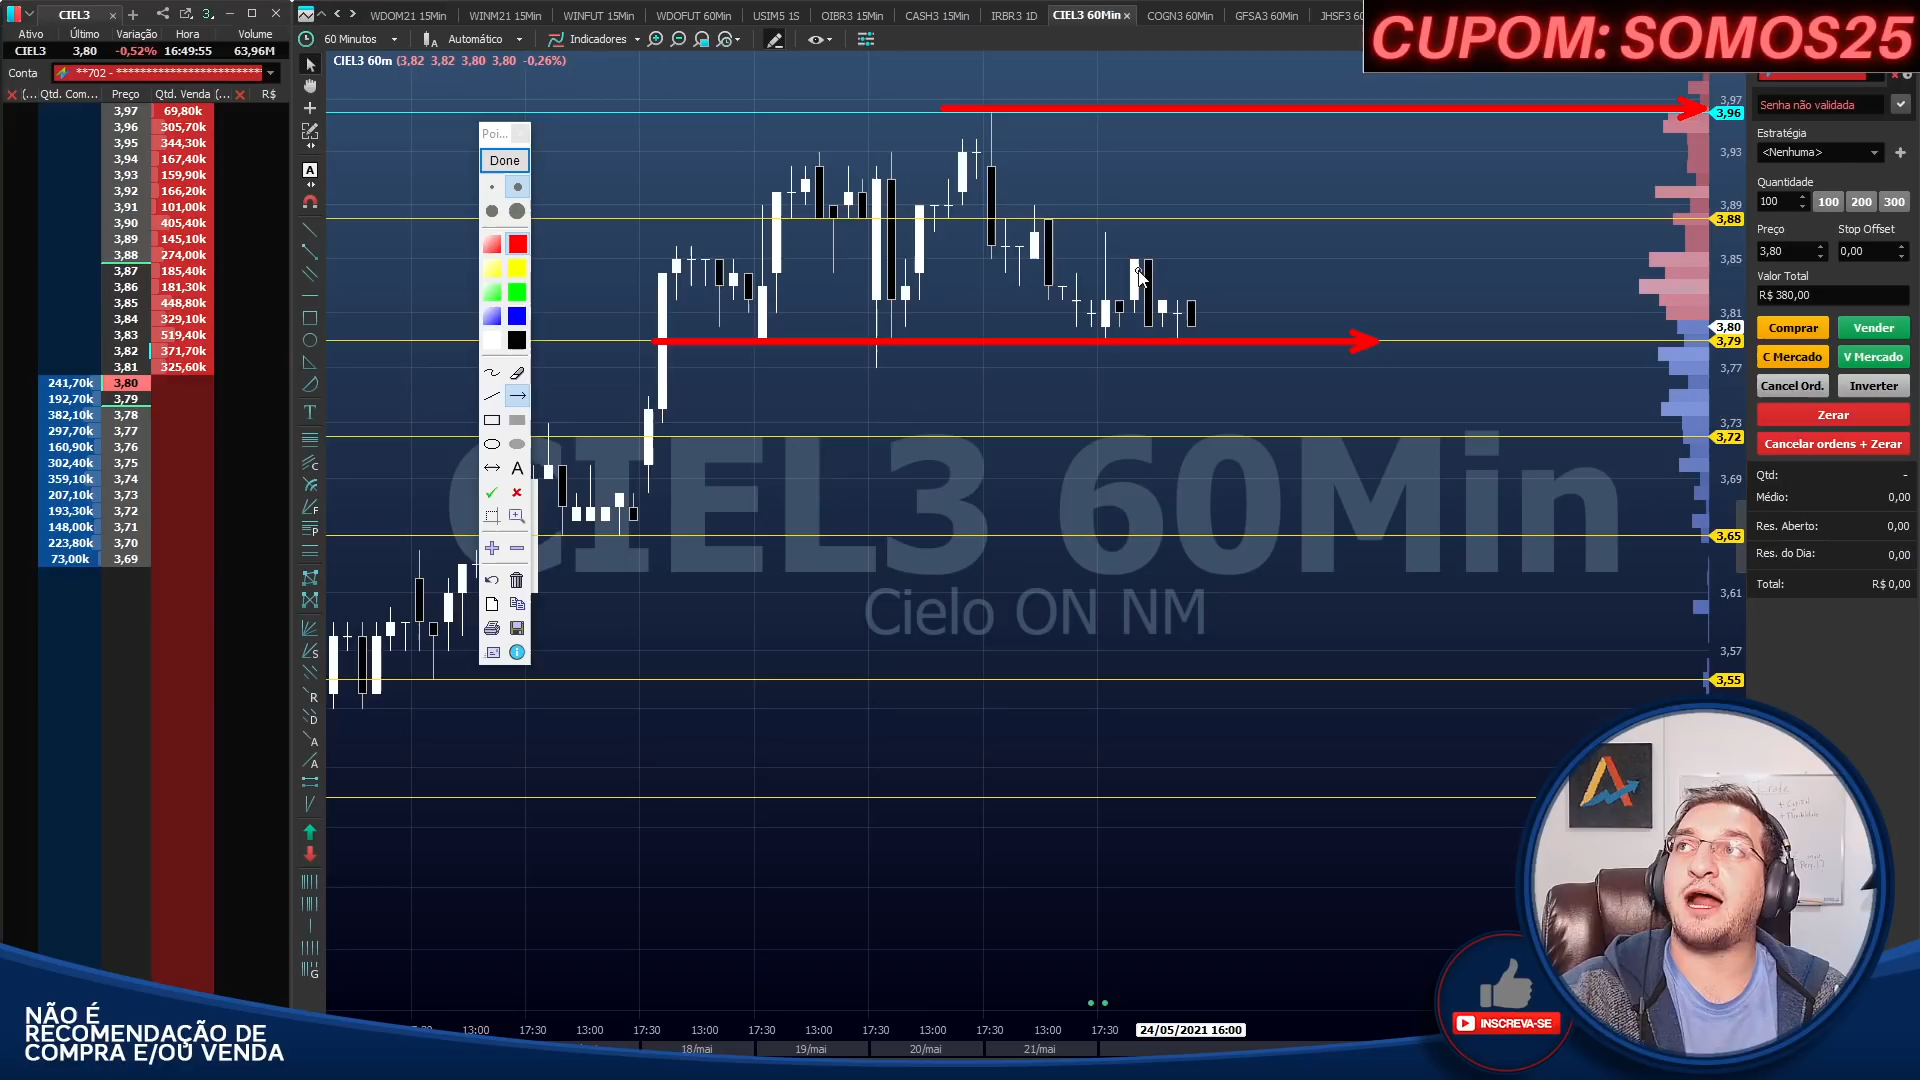 CIEL3
Ativo Último Variação Hora Volume
CIEL3 3,80 -0,52% 16:49:55 63,96M
Conta **702 - **************************
(... Qtd. Com... Preço Qtd. Venda (... R$
3,97 69,80k
3,96 305,70k
3,95 344,30k
3,94 167,40k
3,93 159,90k
3,92 166,20k
3,91 101,00k
3,90 405,40k
3,89 145,10k
3,88 274,00k
3,87 185,40k
3,86 181,30k
3,85 448,80k
3,84 329,10k
3,83 519,40k
3,82 371,70k
3,81 325,60k
241,70k 3,80
192,70k 3,79
382,10k 3,78
297,70k 3,77
160,90k 3,76
302,40k 3,75
359,10k 3,74
207,10k 3,73
193,30k 3,72
148,00k 3,71
223,80k 3,70
73,00k 3,69
WDOM21 15Min WINM21 15Min WINFUT 15Min WDOFUT 60Min USIM5 1S OIBR3 15Min CASH3 15Min IRBR3 1D CIEL3 60Min COGN3 60Min GFSA3 60Min JHSF3 60
60 Minutos Automático Indicadores
CIEL3 60m (3,82 3,82 3,80 3,80 -0,26%)
Poi...
Done
CUPOM: SOMOS25
3,97
3,96
3,93
3,89
3,88
3,85
3,81
3,80
3,79
3,77
3,73
3,72
3,69
3,65
3,61
3,57
3,55
CIEL3 60Min
Cielo ON NM
Senha não validada
Estratégia
<Nenhuma>
Quantidade
100 100 200 300
Preço Stop Offset
3,80 0,00
Valor Total
R$ 380,00
Comprar Vender
C Mercado V Mercado
Cancel Ord. Inverter
Zerar
Cancelar ordens + Zerar
Qtd: -
Médio: 0,00
Res. Aberto: 0,00
Res. do Dia: 0,00
Total: R$ 0,00
13:00 17:30 13:00 17:30 13:00 17:30 13:00 17:30 13:00 17:30 13:00 17:30 24/05/2021 16:00
18/mai 19/mai 20/mai 21/mai
NÃO É
RECOMENDAÇÃO DE
COMPRA E/OU VENDA
INSCREVA-SE